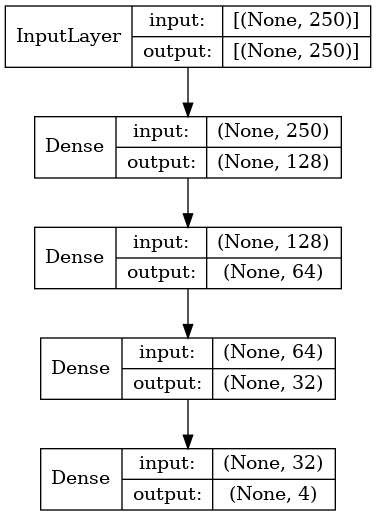 InputLayer
input: [(None, 250)]
output: [(None, 250)]
Dense
input: (None, 250)
output: (None, 128)
Dense
input: (None, 128)
output: (None, 64)
Dense
input: (None, 64)
output: (None, 32)
Dense
input: (None, 32)
output: (None, 4)